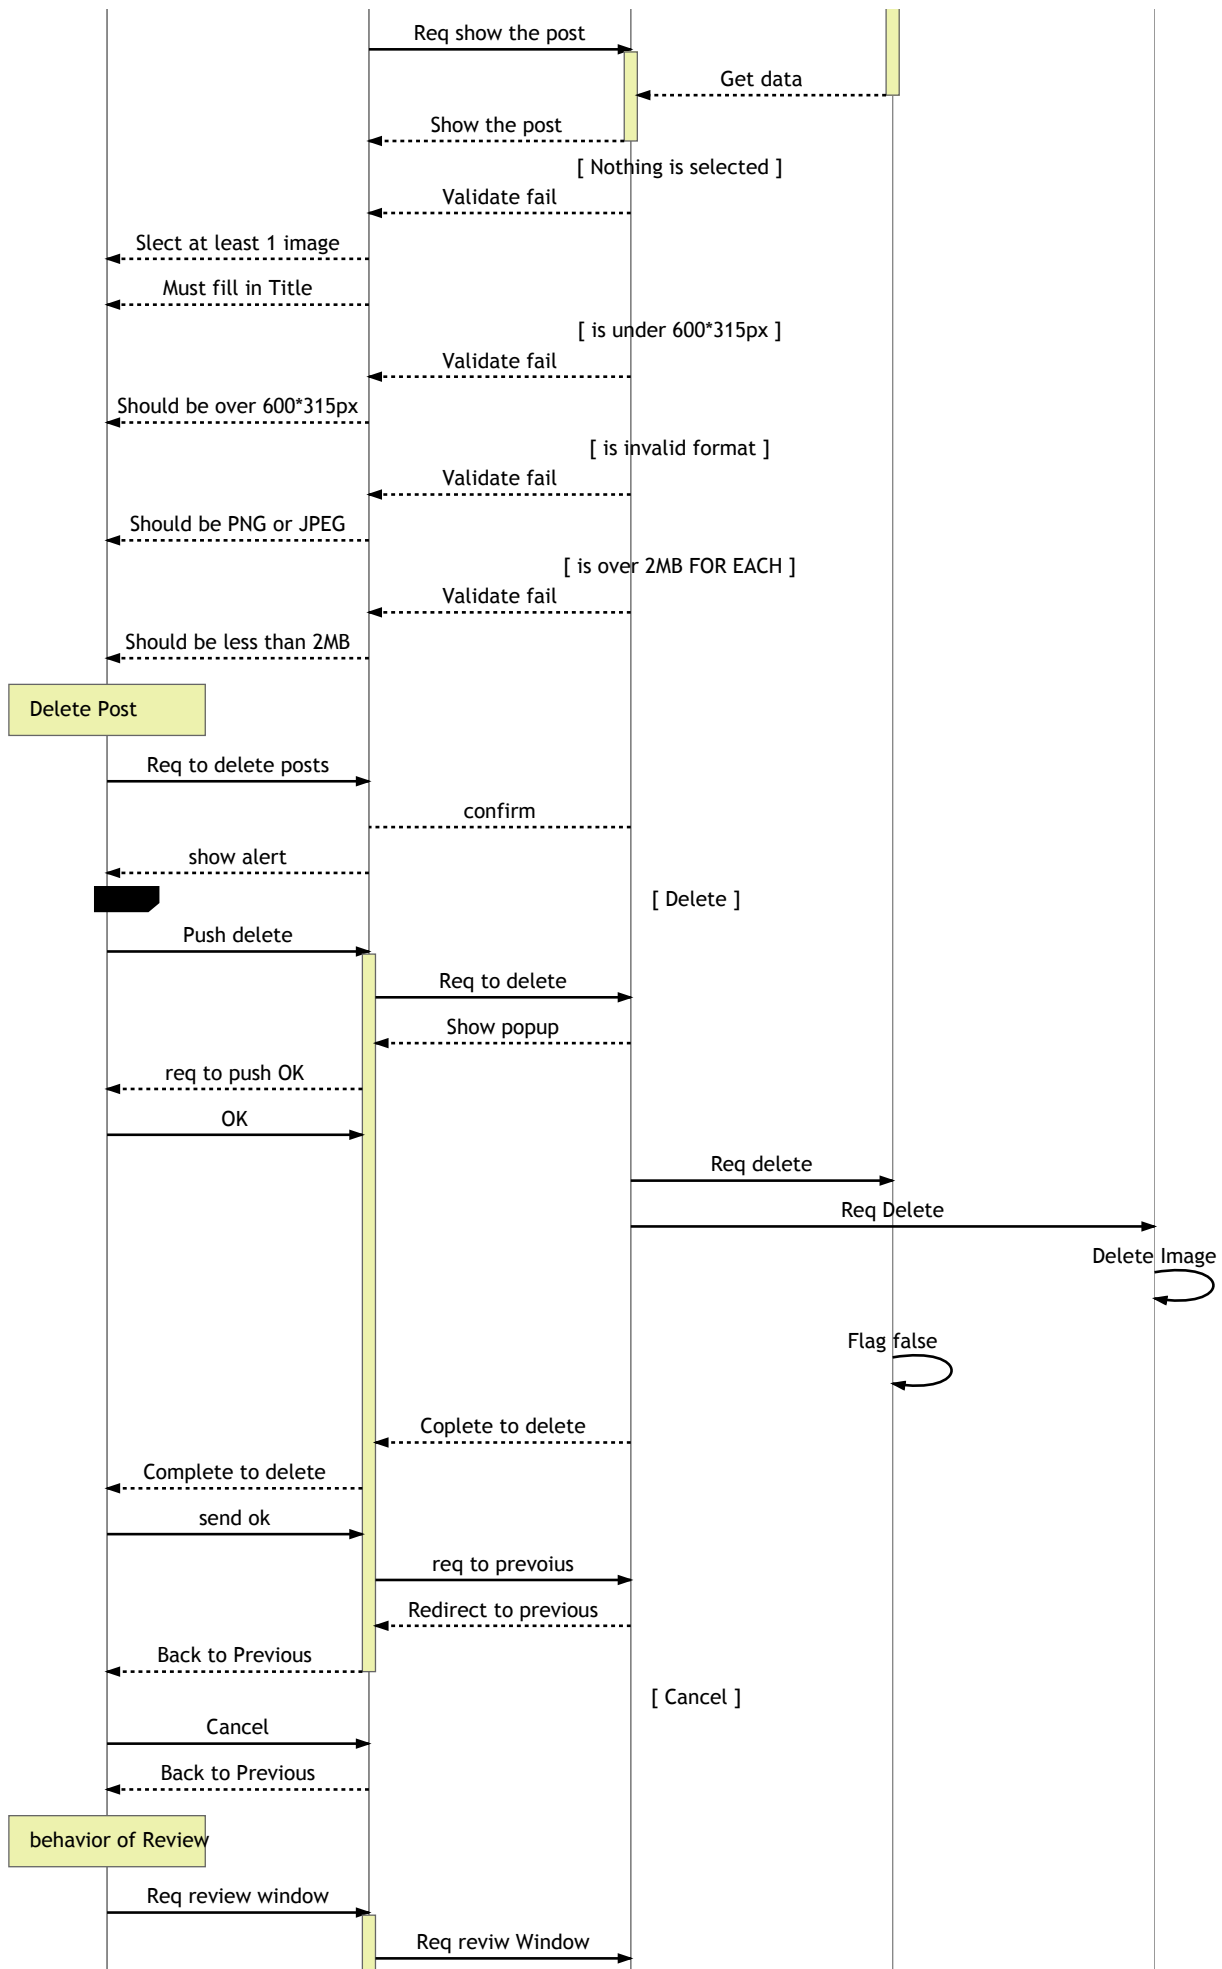 Req show the post
Get data
Show the post
[ Nothing is selected ]
Validate fail
Slect at least 1 image
Must fill in Title
[ is under 600*315px ]
Validate fail
Should be over 600*315px
[ is invalid format ]
Validate fail
Should be PNG or JPEG
[ is over 2MB FOR EACH ]
Validate fail
Should be less than 2MB
Delete Post
Req to delete posts
confirm
show alert
[ Delete ]
Push delete
Req to delete
Show popup
req to push OK
OK
Req delete
Req Delete
Delete Image
Flag false
Coplete to delete
Complete to delete
send ok
req to prevoius
Redirect to previous
Back to Previous
[ Cancel ]
Cancel
Back to Previous
behavior of Review
Req review window
Req reviw Window